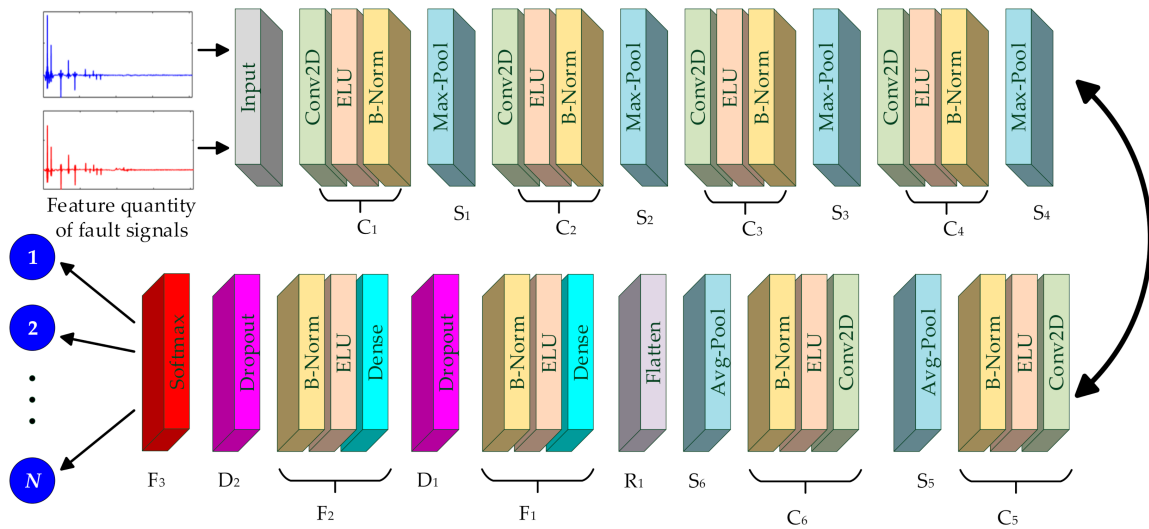 Input
Conv2D
ELU
B-Norm
Max-Pool
Conv2D
ELU
B-Norm
Max-Pool
Conv2D
ELU
B-Norm
Max-Pool
Conv2D
ELU
B-Norm
Max-Pool
C1
S1
C2
S2
C3
S3
C4
S4
Feature quantity
of fault signals
1
2
N
Softmax
Dropout
B-Norm
ELU
Dense
Dropout
B-Norm
ELU
Dense
Flatten
Avg-Pool
B-Norm
ELU
Conv2D
Avg-Pool
B-Norm
ELU
Conv2D
F3
D2
F2
D1
F1
R1
S6
C6
S5
C5